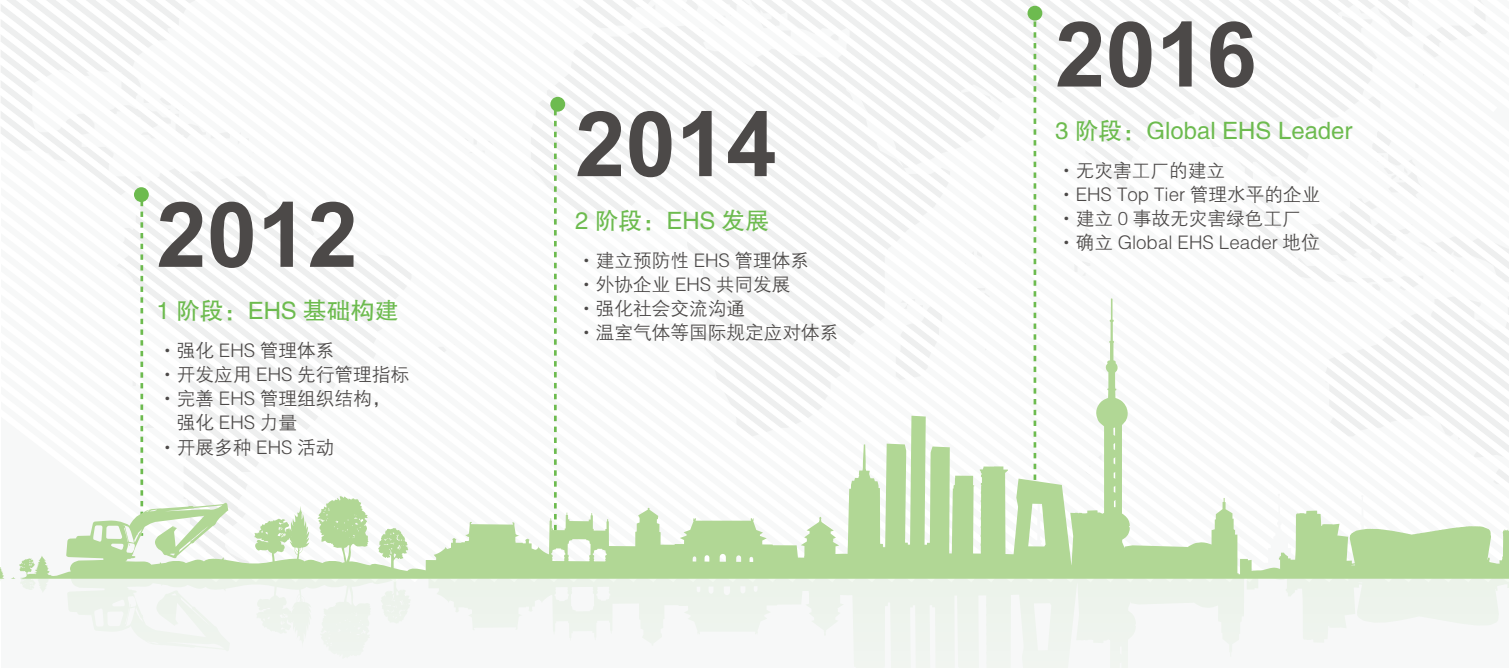 2012
1 阶段：EHS 基础构建
・强化 EHS 管理体系
・开发应用 EHS 先行管理指标
・完善 EHS 管理组织结构，
强化 EHS 力量
・开展多种 EHS 活动
2014
2 阶段：EHS 发展
・建立预防性 EHS 管理体系
・外协企业 EHS 共同发展
・强化社会交流沟通
・温室气体等国际规定应对体系
2016
3 阶段：Global EHS Leader
・无灾害工厂的建立
・EHS Top Tier 管理水平的企业
・建立 0 事故无灾害绿色工厂
・确立 Global EHS Leader 地位